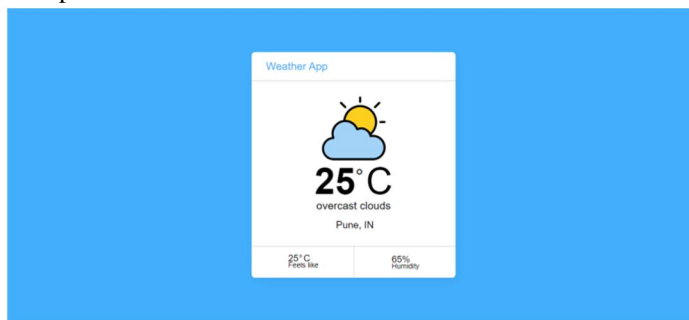 Weather App
25°C
overcast clouds
Pune, IN
25°C
Feels like
65%
Humidity